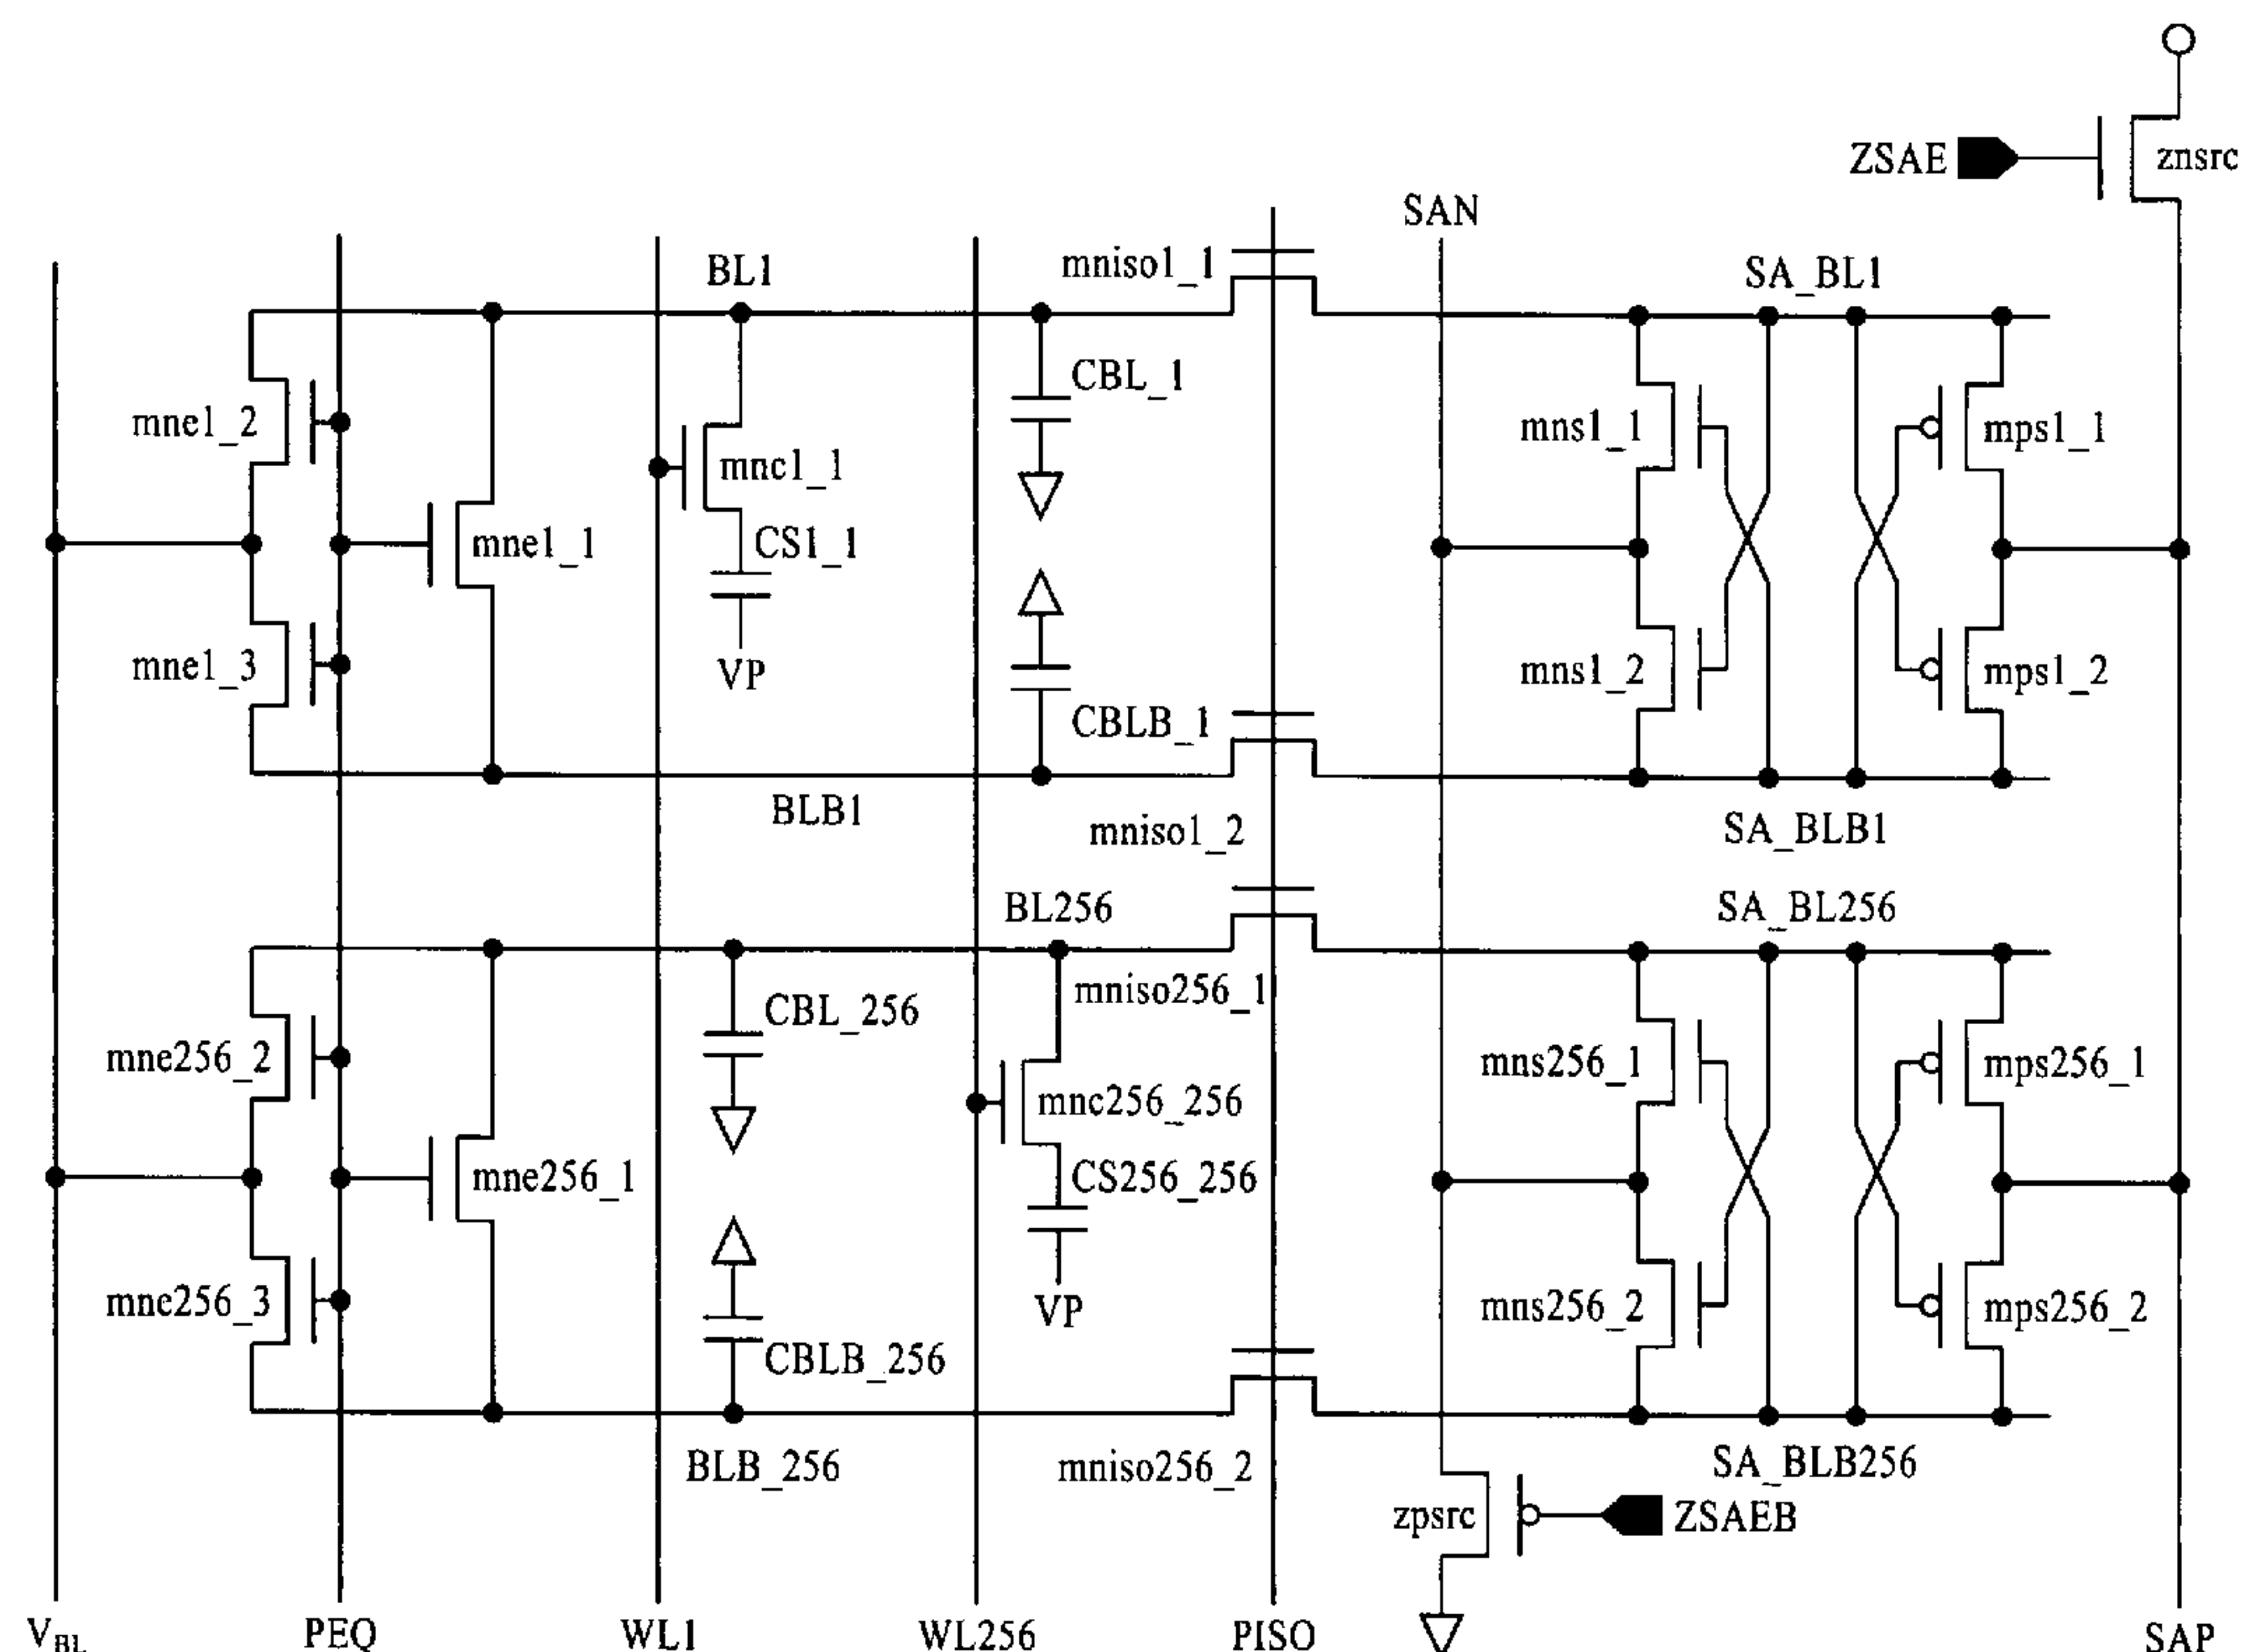 ZSAE
znsrc
SAN
BL1
mniso1_1
SA_BL1
CBL_1
mne1_2
mns1_1
mps1_1
mnc1_1
mne1_1
CS1_1
mne1_3
VP
mns1_2
mps1_2
CBLB_1
BLB1
mniso1_2
SA_BLB1
BL256
SA_BL256
mniso256_1
CBL_256
mne256_2
mns256_1
mps256_1
mnc256_256
mne256_1
CS256_256
mne256_3
VP
mns256_2
mps256_2
CBLB_256
BLB_256
mniso256_2
SA_BLB256
zpsrc
ZSAEB
VBL
PEQ
WL1
WL256
PISO
SAP